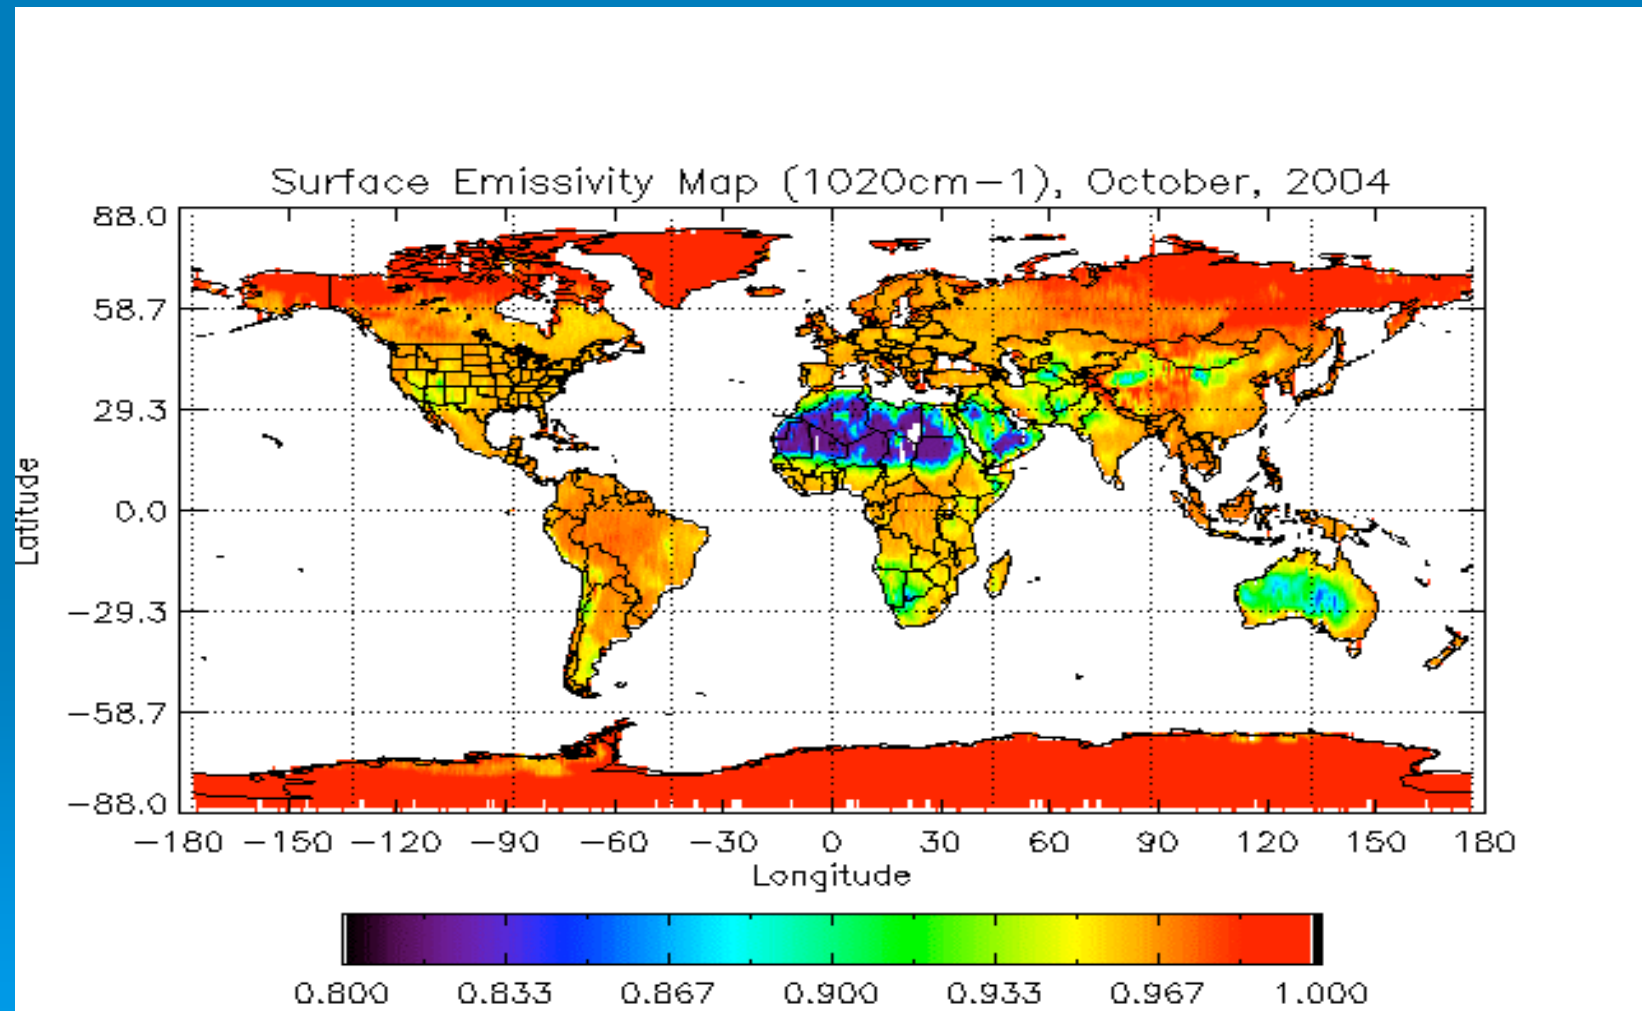 Surface Emissivity Map (1020cm−1), October, 2004
88.0
58.7
29.3
0.0
−29.3
−58.7
−88.0
Latitude
−180 −150 −120 −90 −60 −30 0 30 60 90 120 150 180
Longitude
0.800 0.833 0.867 0.900 0.933 0.967 1.000